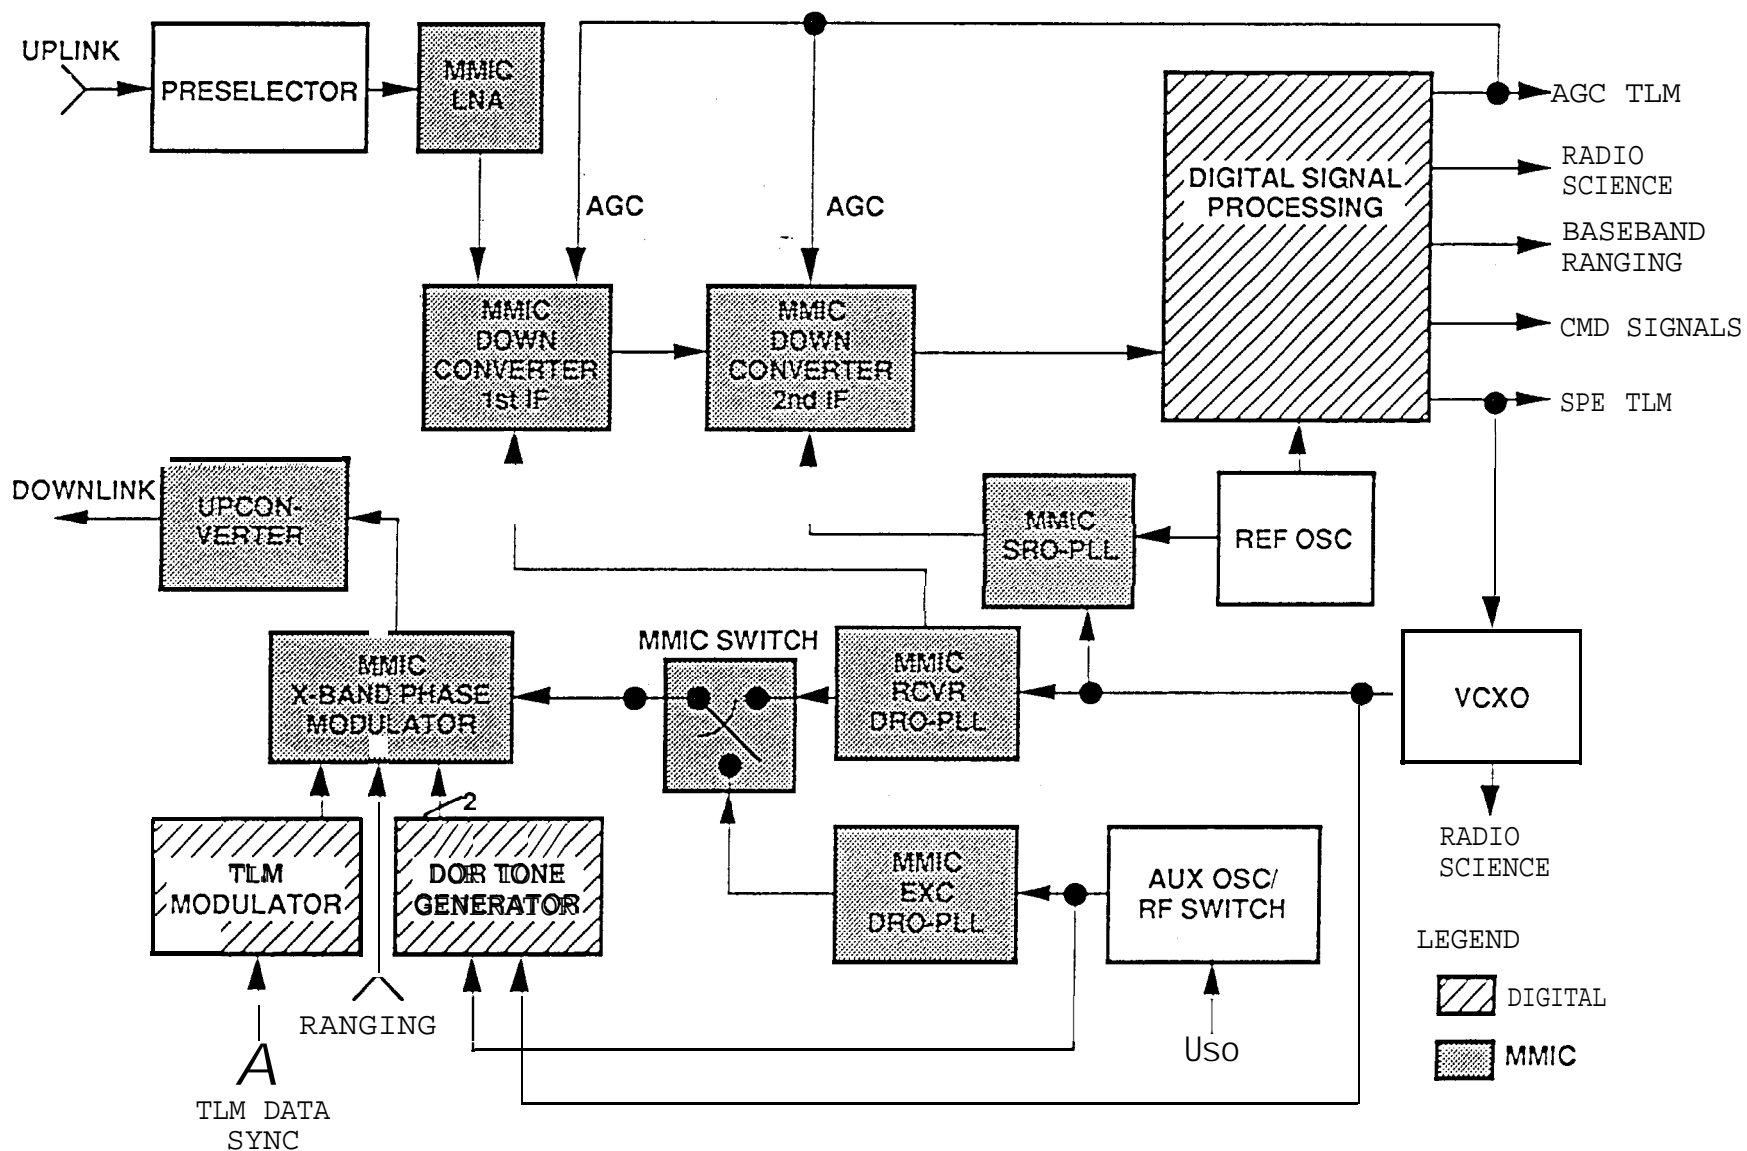 UPLINK
PRESELECTOR
MMIC
LNA
AGC
AGC
DIGITAL SIGNAL
PROCESSING
AGC TLM
RADIO
SCIENCE
BASEBAND
RANGING
CMD SIGNALS
SPE TLM
MMIC
DOWN
CONVERTER
1st IF
MMIC
DOWN
CONVERTER
2nd IF
DOWNLINK
UPCON-
VERTER
MMIC
SRO-PLL
REF OSC
MMIC
X-BAND PHASE
MODULATOR
MMIC SWITCH
MMIC
RCVR
DRO-PLL
VCXO
2
TLM
MODULATOR
DOR TONE
GENERATOR
MMIC
EXC
DRO-PLL
AUX OSC/
RF SWITCH
RADIO
SCIENCE
RANGING
Uso
A
TLM DATA
SYNC
LEGEND
DIGITAL
MMIC